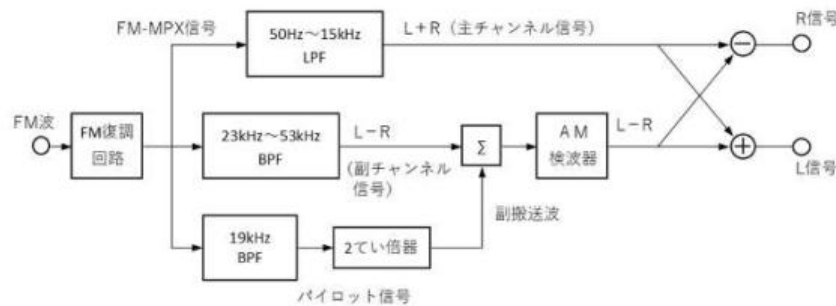 R信号
FM-MPX信号
50Hz～15kHz
LPF
L+R（主チャンネル信号）
FM波
FM復調
回路
23kHz～53kHz
BPF
L-R
(副チャンネル
信号)
Σ
AM
検波器
L-R
L信号
副搬送波
19kHz
BPF
2てい倍器
パイロット信号